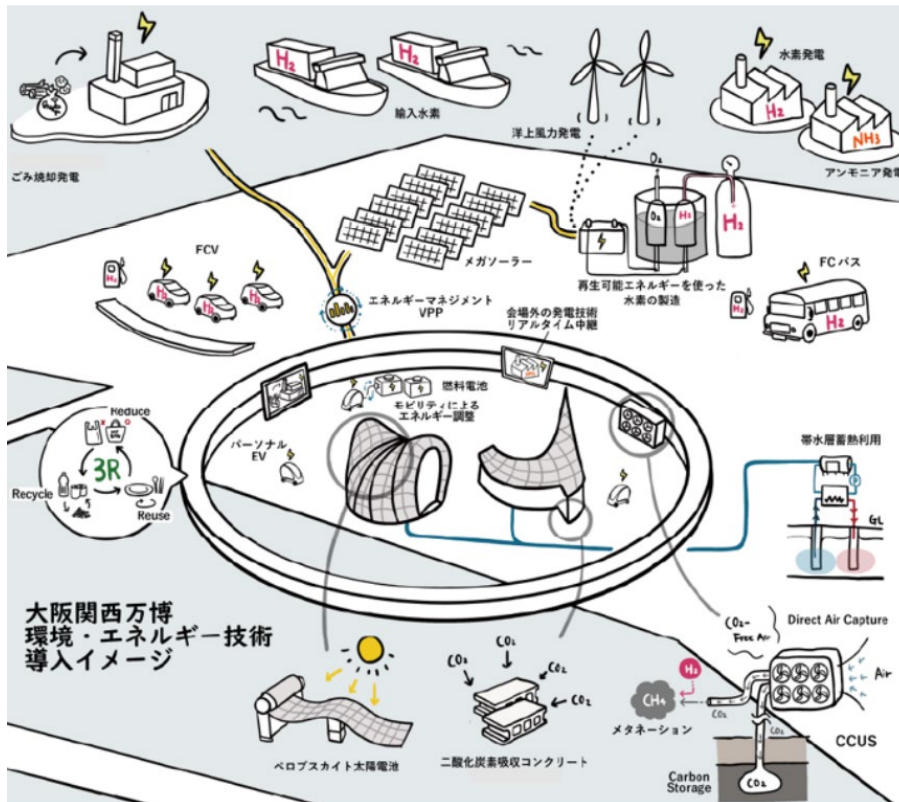 H₂
H₂
輸入水素
洋上風力発電
水素発電
H₂
NH₃
アンモニア発電
ごみ焼却発電
メガソーラー
O₂
O₂
H₂
H₂
再生可能エネルギーを使った
水素の製造
FCV
H₂
H₂
H₂
H₂
エネルギーマネジメント
VPP
FCバス
H₂
H₂
会場外の発電技術
リアルタイム中継
NH₃
燃料電池
モビリティによる
エネルギー調整
パーソナル
EV
Reduce
3R
Recycle
Reuse
帯水層蓄熱利用
P
GL
大阪関西万博
環境・エネルギー技術
導入イメージ
ペロブスカイト太陽電池
CO₂
CO₂
CO₂
CO₂
二酸化炭素吸収コンクリート
CO₂-
Free Air
Direct Air Capture
Air
H₂
CH₄
CO₂
メタネーション
CO₂
CCUS
Carbon
Storage
CO₂